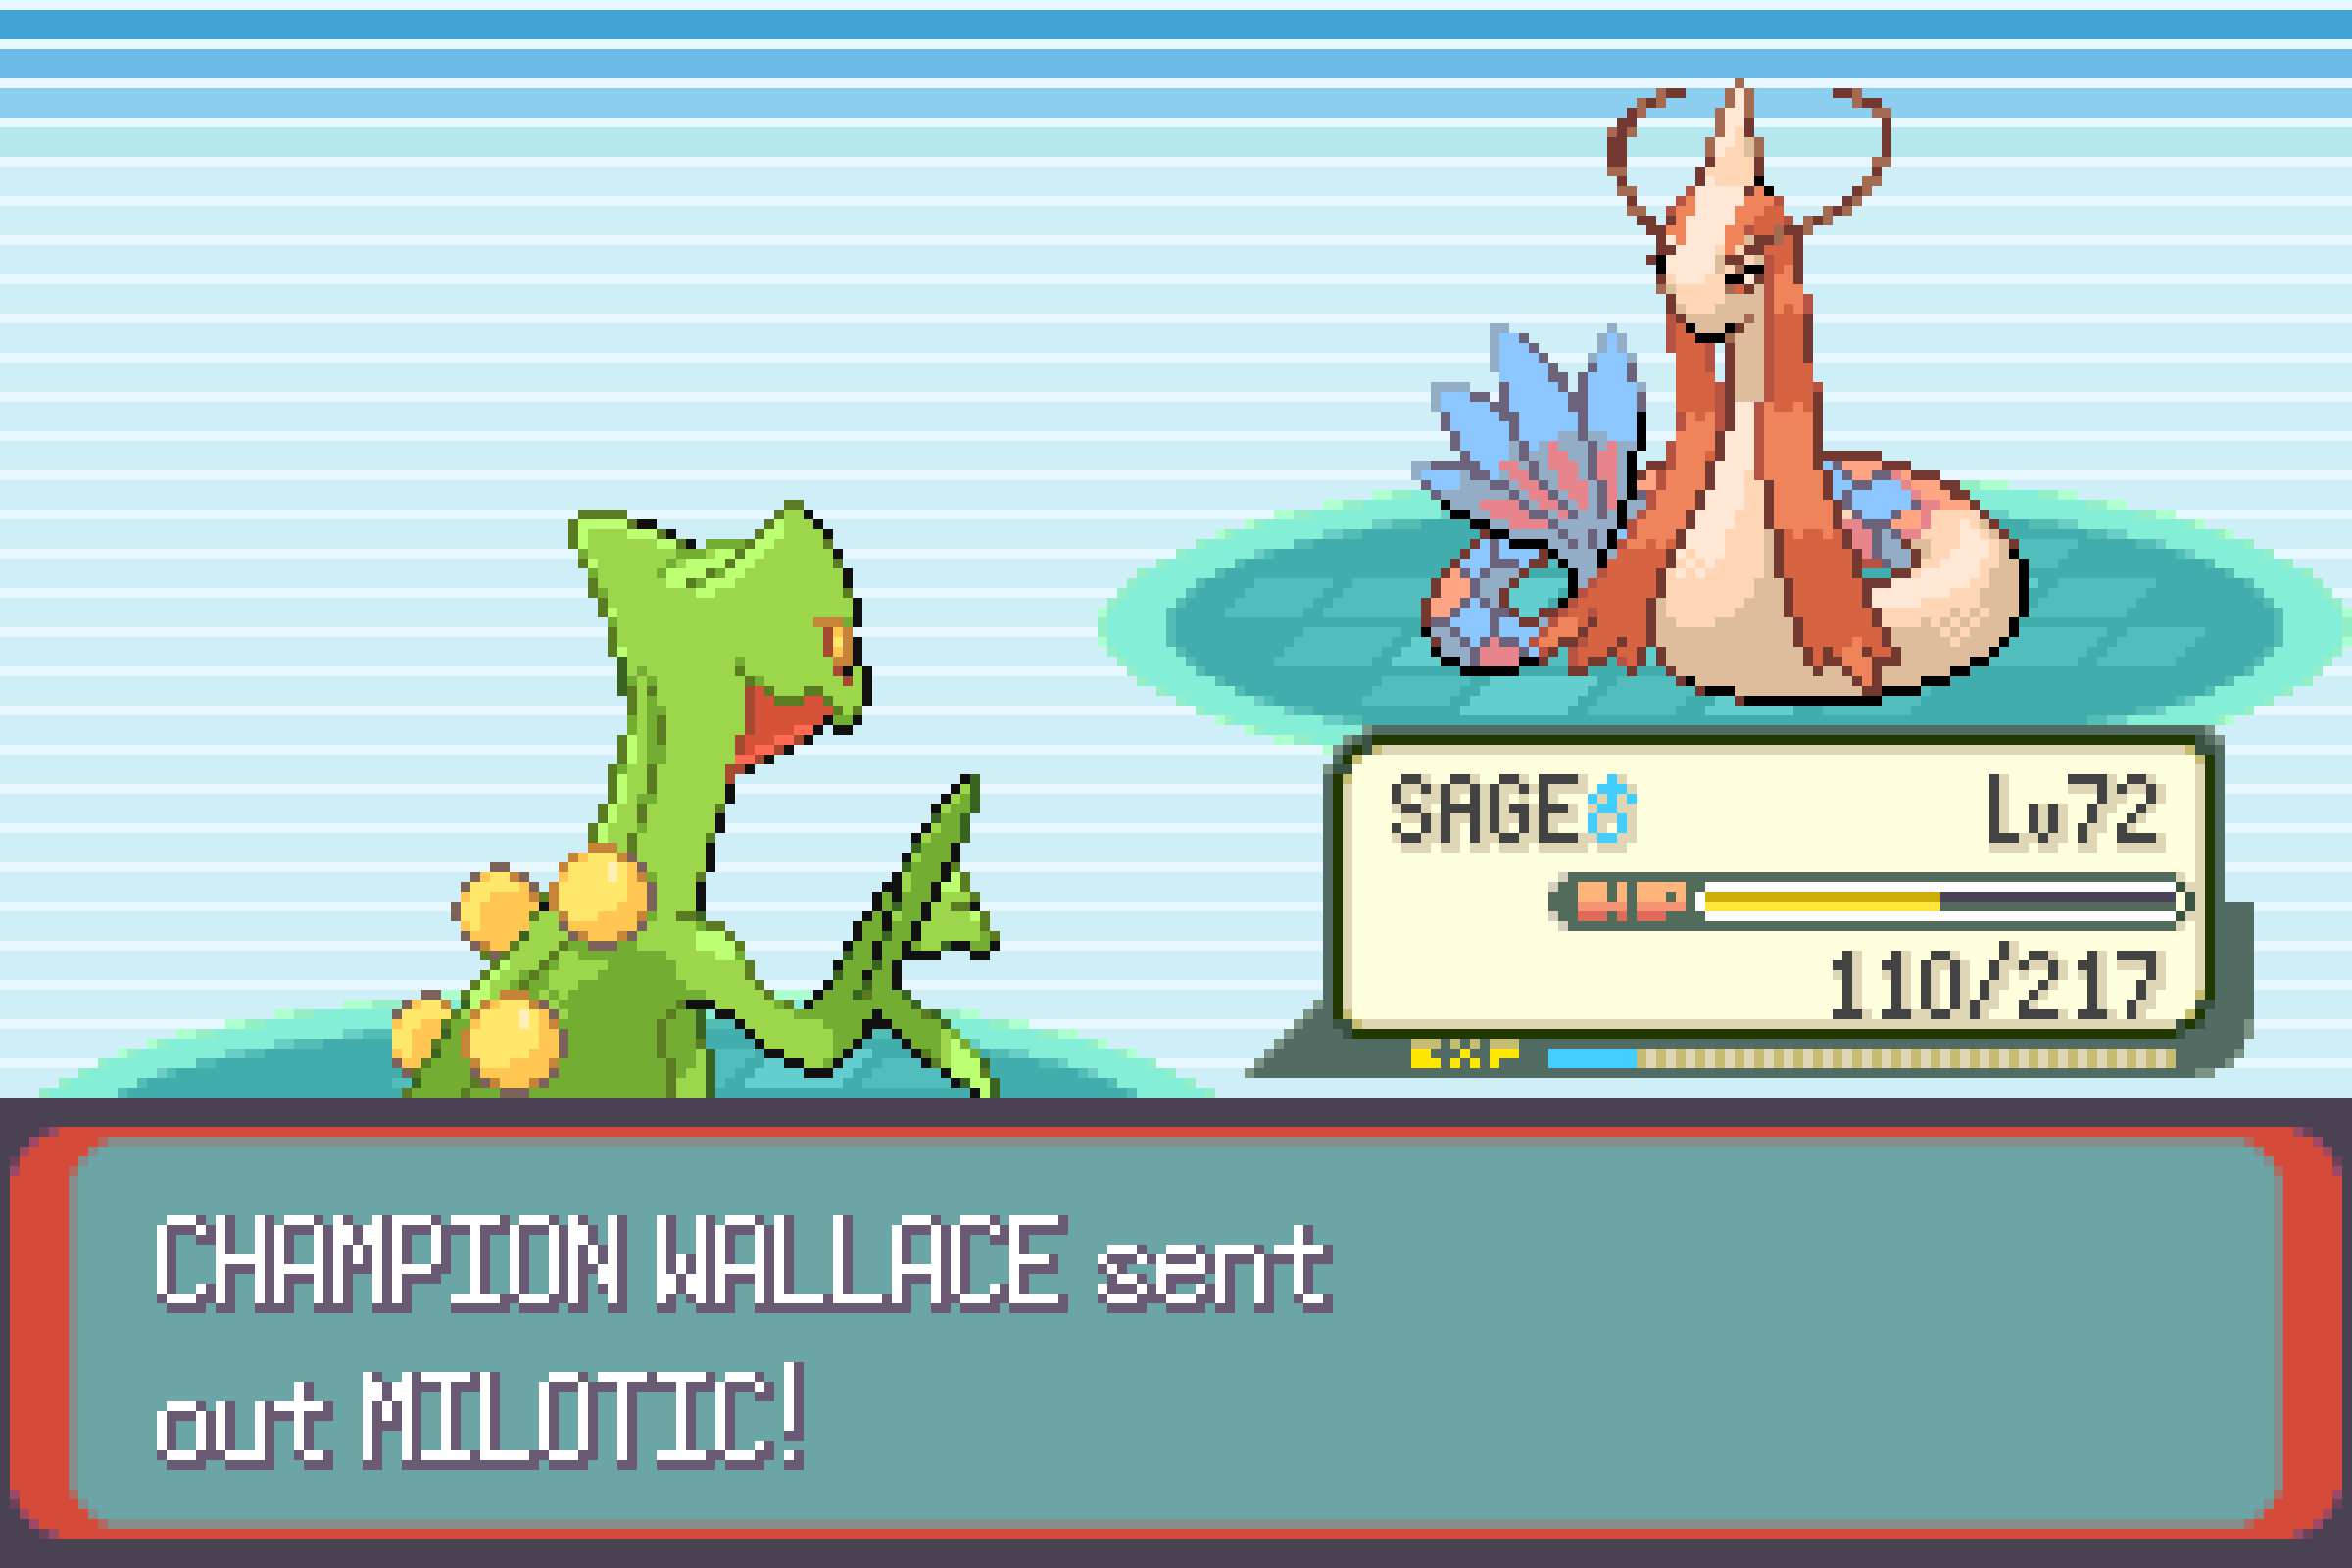 SAGE♂ Lv72
HP
110/217
EXP
CHAMPION WALLACE sent
out MILOTIC!